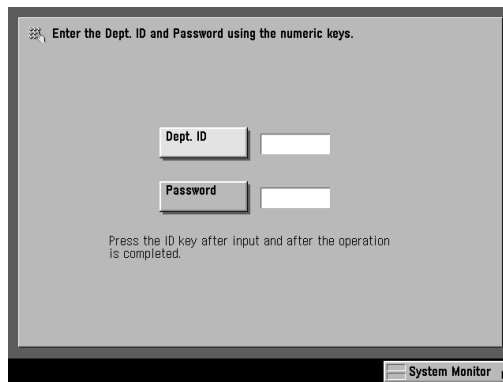 Enter the Dept. ID and Password using the numeric keys.
Dept. ID
Password
Press the ID key after input and after the operation
is completed.
System Monitor